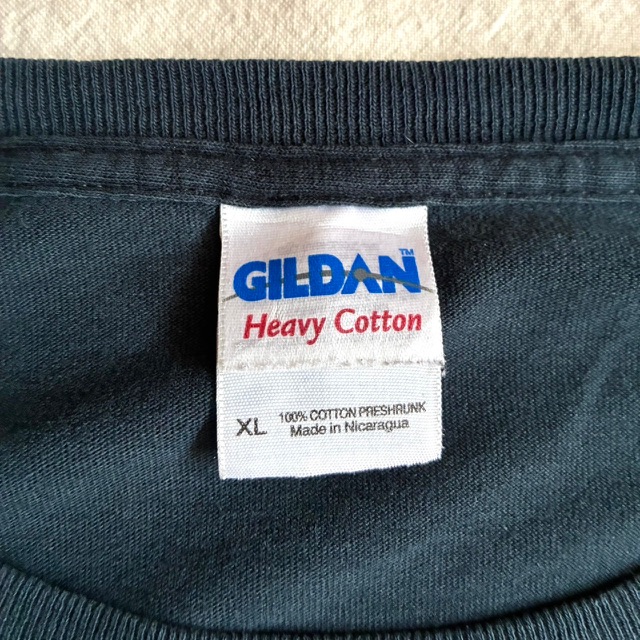 GILDAN™
Heavy Cotton
XL
100% COTTON PRESHRUNK
Made in Nicaragua